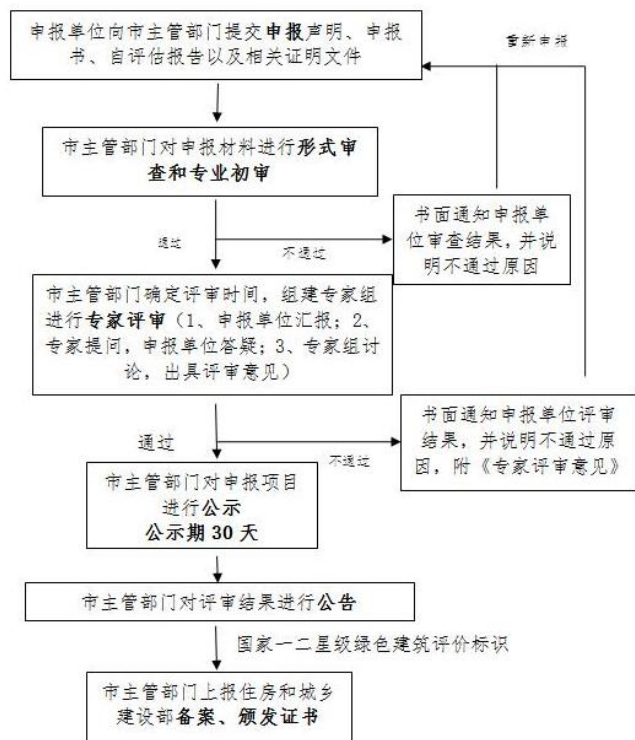 申报单位向市主管部门提交申报声明、申报
书、自评估报告以及相关证明文件
重新申报
市主管部门对申报材料进行形式审
查和专业初审
通过
不通过
书面通知申报单
位审查结果，并说
明不通过原因
市主管部门确定评审时间，组建专家组
进行专家评审（1、申报单位汇报；2、
专家提问，申报单位答疑；3、专家组讨
论，出具评审意见）
通过
不通过
书面通知申报单位评审
结果，并说明不通过原
因，附《专家评审意见》
市主管部门对申报项目
进行公示
公示期 30 天
市主管部门对评审结果进行公告
国家一二星级绿色建筑评价标识
市主管部门上报住房和城乡
建设部备案、颁发证书